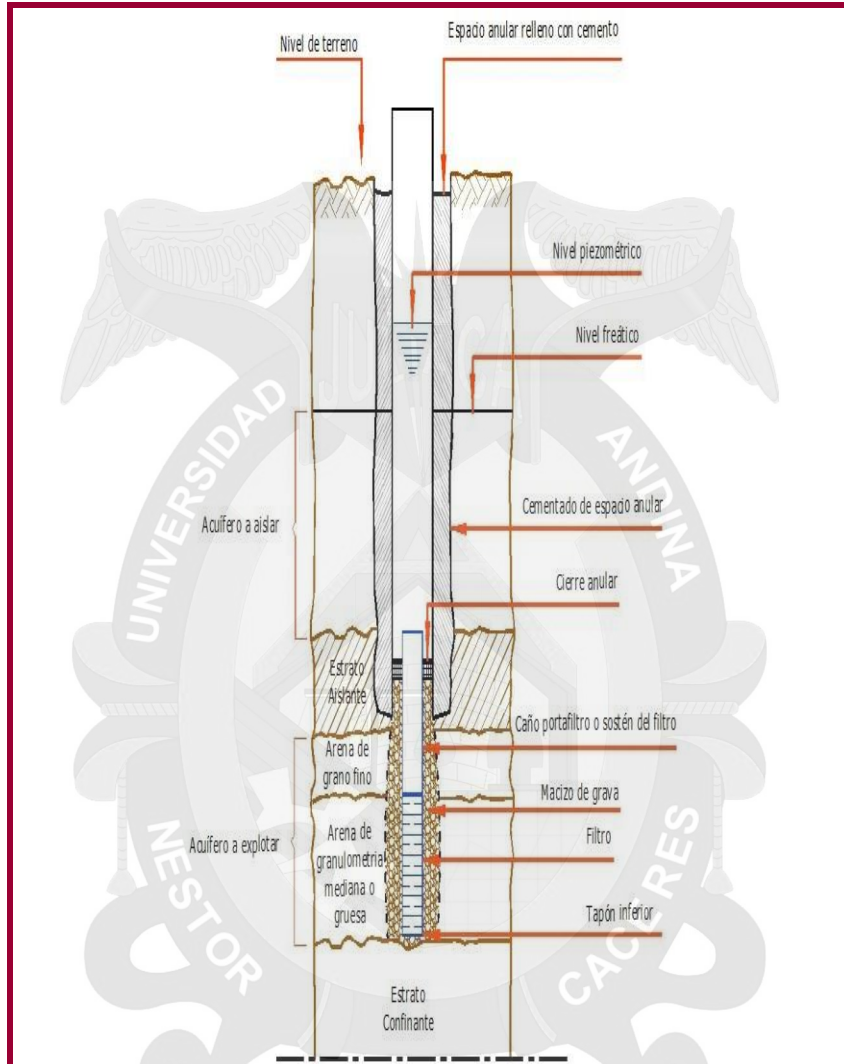 Espacio anular relleno con cemento
Nivel de terreno
Nivel piezométrico
Nivel freático
Acuífero a aislar
Cementado de espacio anular
Cierre anular
Estrato
Aislante
Caño portafiltro o sostén del filtro
Arena de
grano fino
Macizo de grava
Acuífero a explotar
Arena de
granulometria
mediana o
gruesa
Filtro
Tapón inferior
Estrato
Confinante
UNIVERSIDAD
ANDINA
NESTOR
CACERES